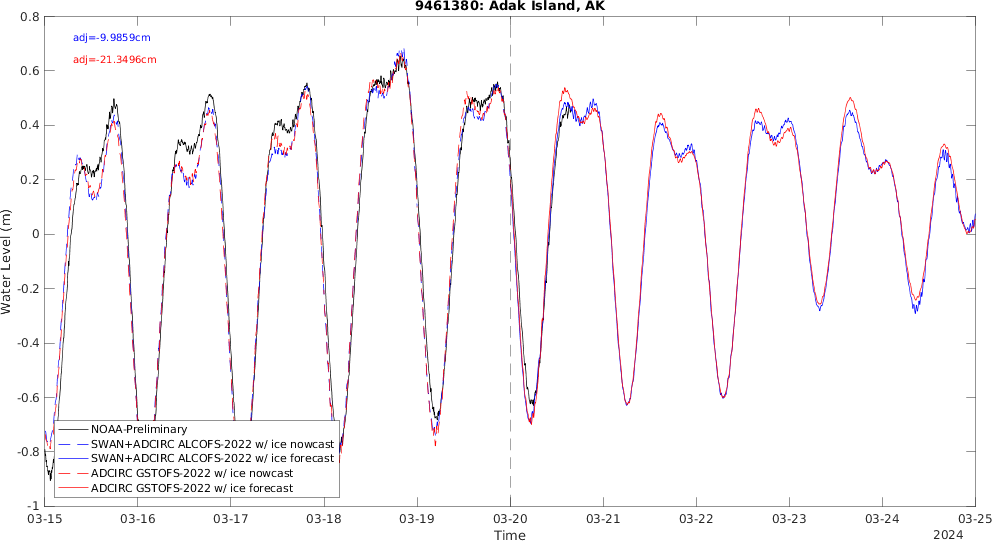 9461380: Adak Island, AK
adj=-9.9859cm
adj=-21.3496cm
Water Level (m)
0.8
0.6
0.4
0.2
0
-0.2
-0.4
-0.6
-0.8
-1
NOAA-Preliminary
SWAN+ADCIRC ALCOFS-2022 w/ ice nowcast
SWAN+ADCIRC ALCOFS-2022 w/ ice forecast
ADCIRC GSTOFS-2022 w/ ice nowcast
ADCIRC GSTOFS-2022 w/ ice forecast
03-15 03-16 03-17 03-18 03-19 03-20 03-21 03-22 03-23 03-24 03-25
Time
2024